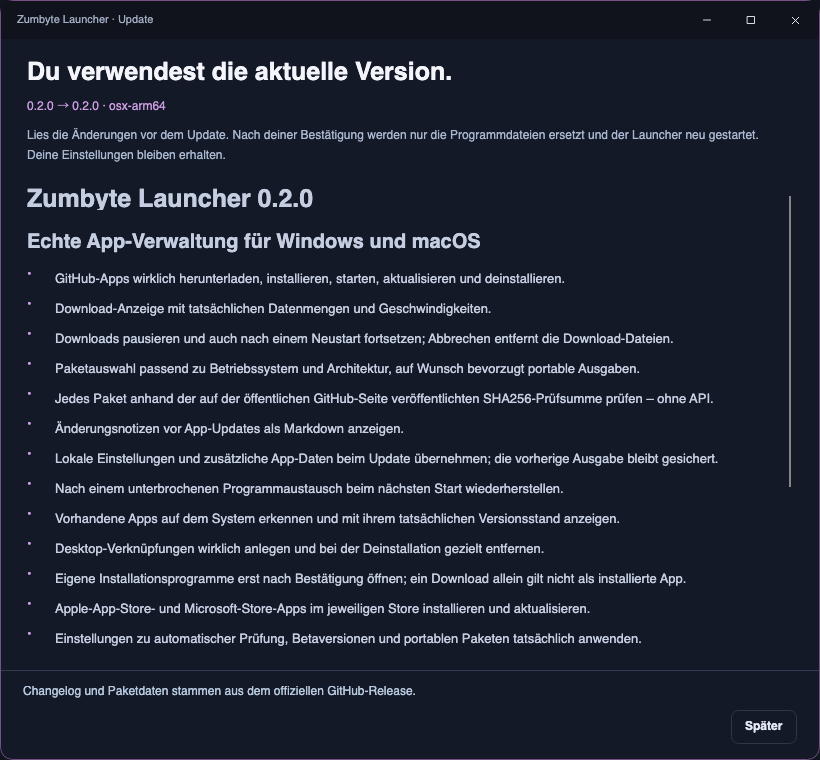 Zumbyte Launcher · Update
Du verwendest die aktuelle Version.
0.2.0 → 0.2.0 · osx-arm64
Lies die Änderungen vor dem Update. Nach deiner Bestätigung werden nur die Programmdateien ersetzt und der Launcher neu gestartet.
Deine Einstellungen bleiben erhalten.
Zumbyte Launcher 0.2.0
Echte App-Verwaltung für Windows und macOS
• GitHub-Apps wirklich herunterladen, installieren, starten, aktualisieren und deinstallieren.
• Download-Anzeige mit tatsächlichen Datenmengen und Geschwindigkeiten.
• Downloads pausieren und auch nach einem Neustart fortsetzen; Abbrechen entfernt die Download-Dateien.
• Paketauswahl passend zu Betriebssystem und Architektur, auf Wunsch bevorzugt portable Ausgaben.
• Jedes Paket anhand der auf der öffentlichen GitHub-Seite veröffentlichten SHA256-Prüfsumme prüfen – ohne API.
• Änderungsnotizen vor App-Updates als Markdown anzeigen.
• Lokale Einstellungen und zusätzliche App-Daten beim Update übernehmen; die vorherige Ausgabe bleibt gesichert.
• Nach einem unterbrochenen Programmaustausch beim nächsten Start wiederherstellen.
• Vorhandene Apps auf dem System erkennen und mit ihrem tatsächlichen Versionsstand anzeigen.
• Desktop-Verknüpfungen wirklich anlegen und bei der Deinstallation gezielt entfernen.
• Eigene Installationsprogramme erst nach Bestätigung öffnen; ein Download allein gilt nicht als installierte App.
• Apple-App-Store- und Microsoft-Store-Apps im jeweiligen Store installieren und aktualisieren.
• Einstellungen zu automatischer Prüfung, Betaversionen und portablen Paketen tatsächlich anwenden.
Changelog und Paketdaten stammen aus dem offiziellen GitHub-Release.
Später